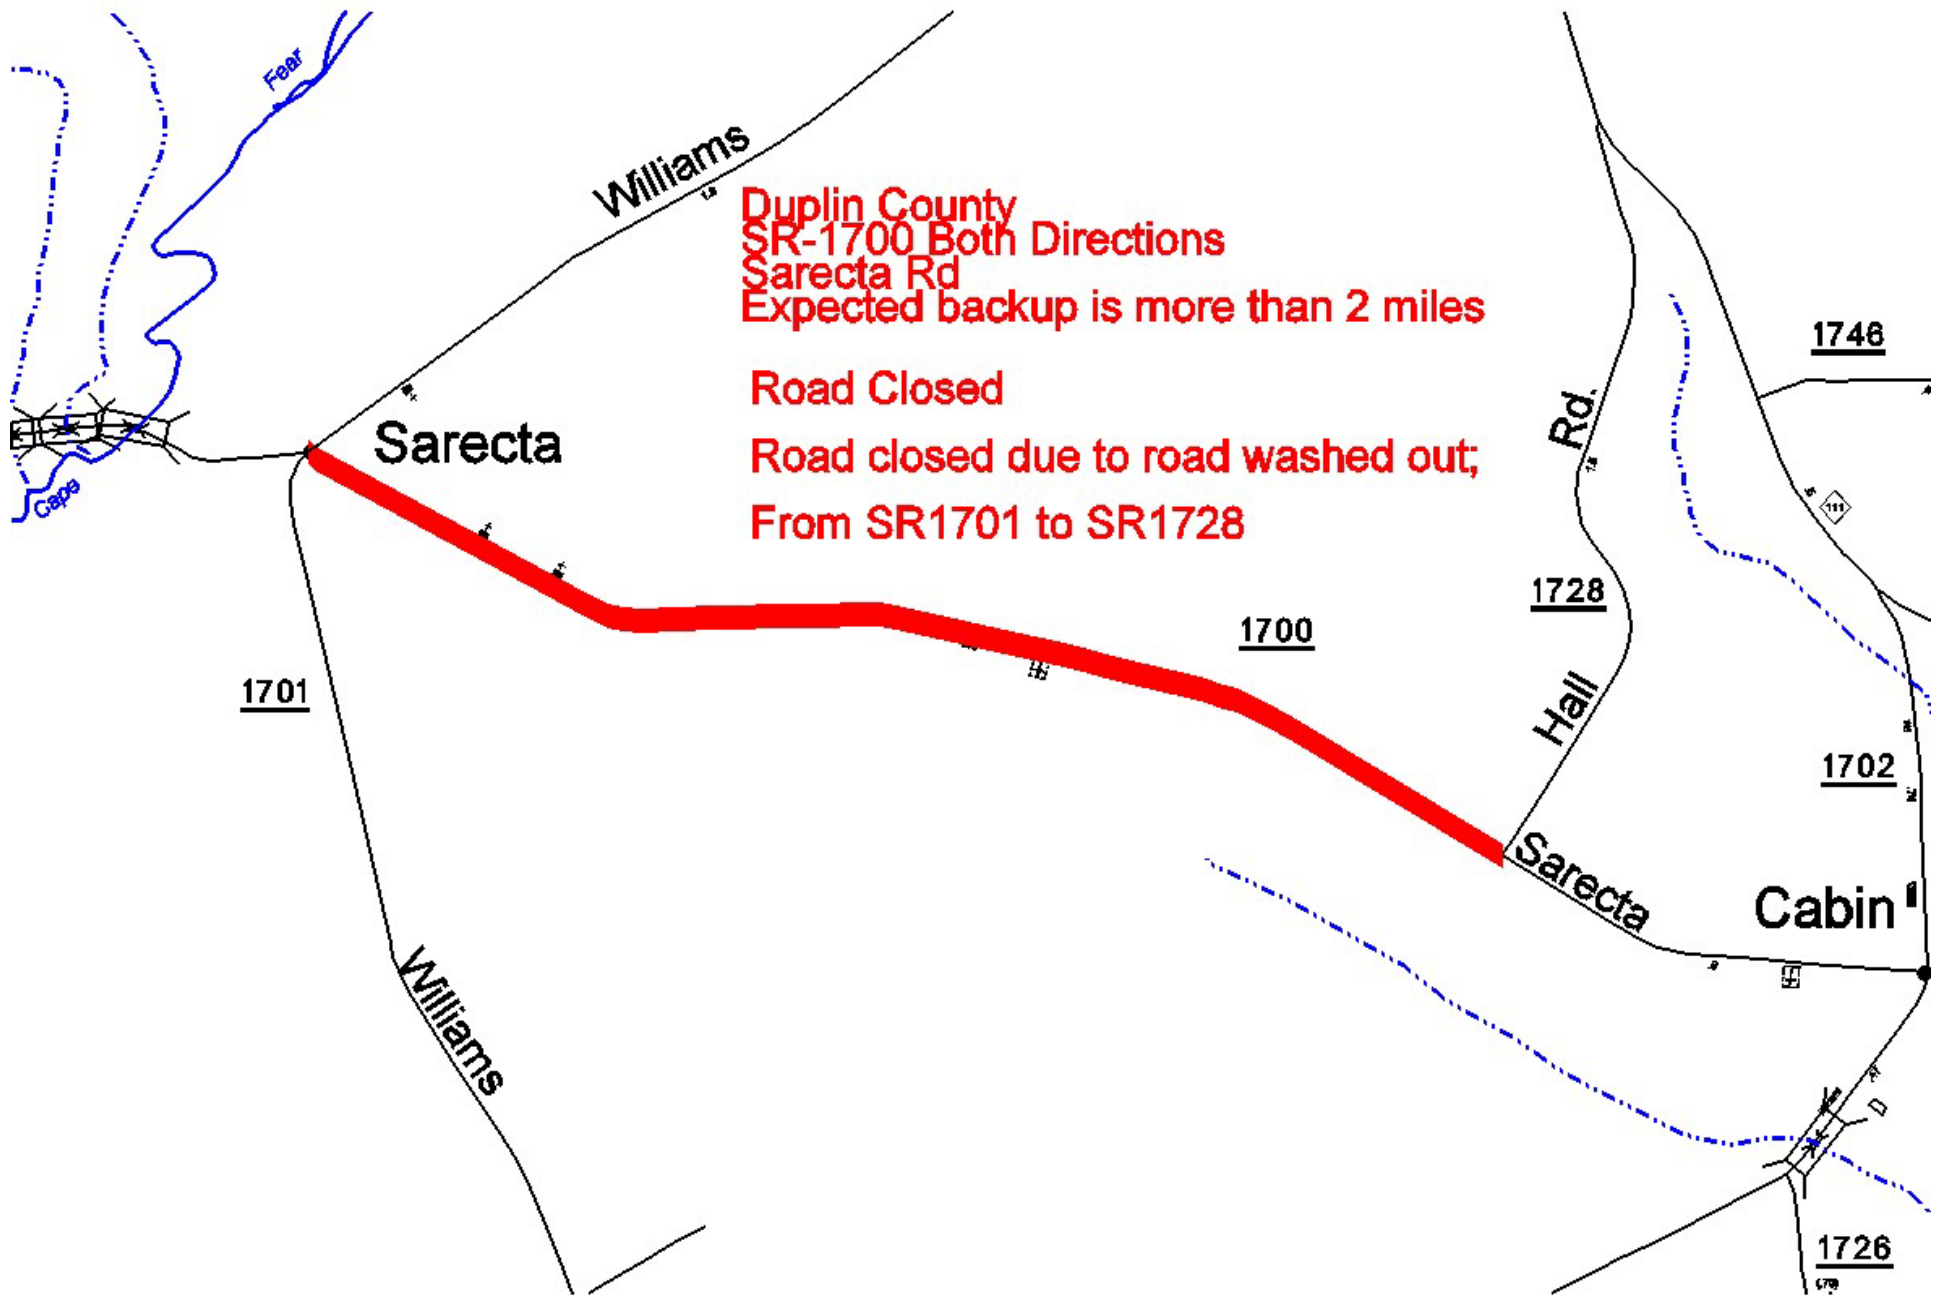 Fear
Williams
Duplin County
SR-1700 Both Directions
Sarecta Rd
Expected backup is more than 2 miles
1746
Road Closed
Rd.
Sarecta
Road closed due to road washed out;
Cape
111
From SR1701 to SR1728
1728
1700
1701
Hall
1702
Sarecta
Cabin
Williams
D
1726